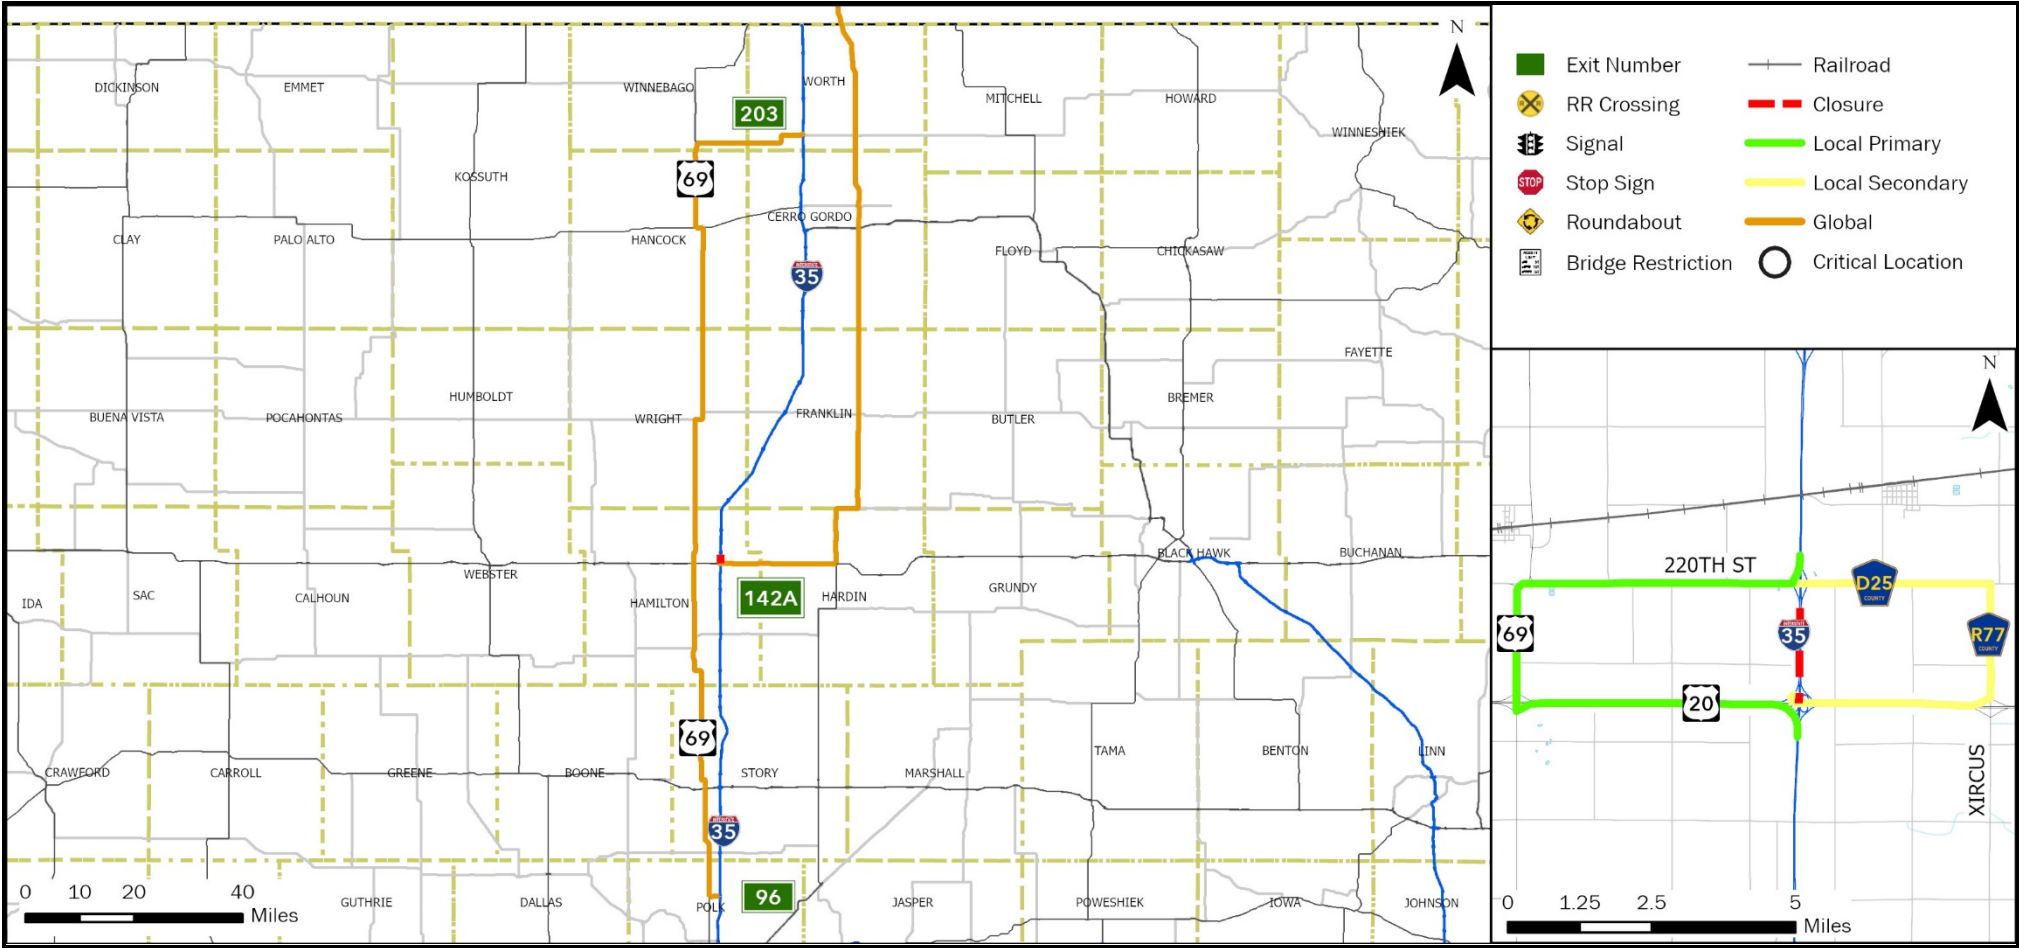 N
DICKINSON
EMMET
WINNEBAGO
WORTH
MITCHELL
HOWARD
WINNESHIEK
203
KOSSUTH
69
CERRO GORDO
CLAY
PALO ALTO
HANCOCK
FLOYD
CHICKASAW
35
FAYETTE
HUMBOLDT
BREMER
BUENA VISTA
POCAHONTAS
WRIGHT
FRANKLIN
BUTLER
BLACK HAWK
BUCHANAN
WEBSTER
GRUNDY
IDA
SAC
CALHOUN
HAMILTON
142A
HARDIN
69
TAMA
BENTON
LINN
CRAWFORD
CARROLL
GREENE
BOONE
STORY
MARSHALL
35
0 10 20 40
Miles
GUTHRIE
DALLAS
POLK
96
JASPER
POWESHIEK
IOWA
JOHNSON
Exit Number
RR Crossing
Signal
STOP
Stop Sign
Roundabout
Bridge Restriction
Railroad
Closure
Local Primary
Local Secondary
Global
Critical Location
N
220TH ST
D25
COUNTY
69
35
R77
COUNTY
20
XIRCUS
0 1.25 2.5 5
Miles